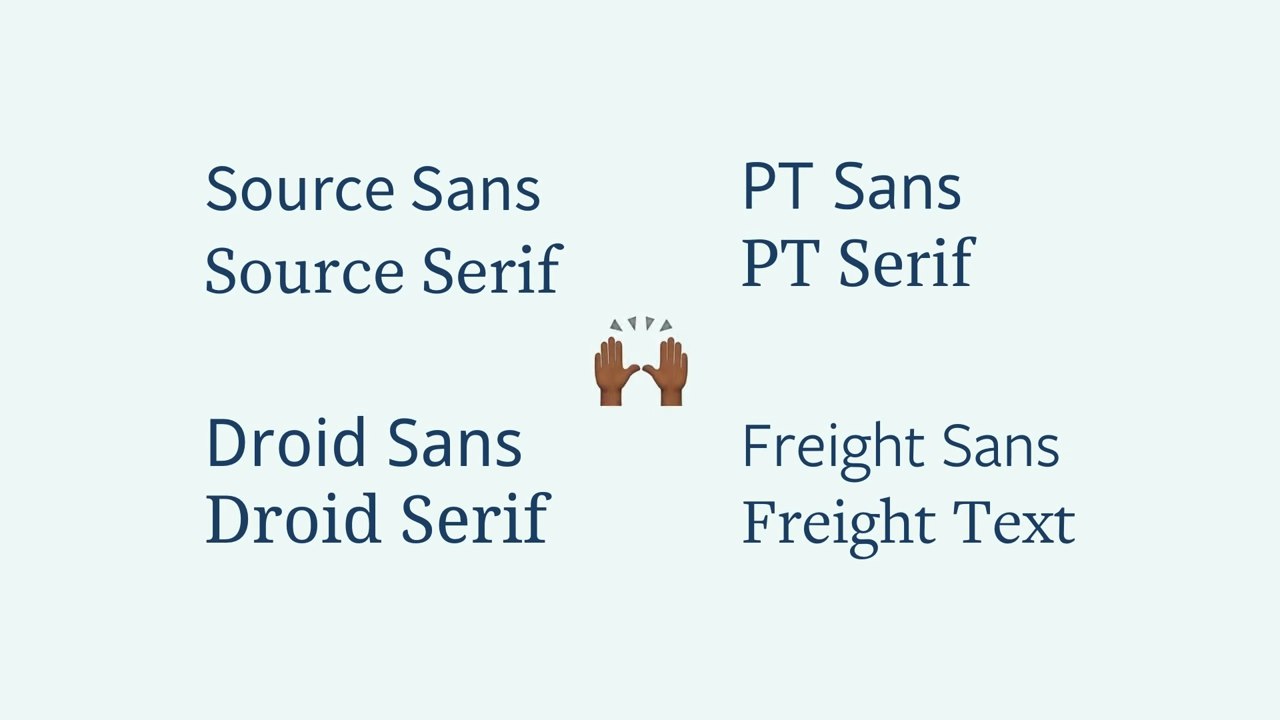 Source Sans
Source Serif
PT Sans
PT Serif
Droid Sans
Droid Serif
Freight Sans
Freight Text